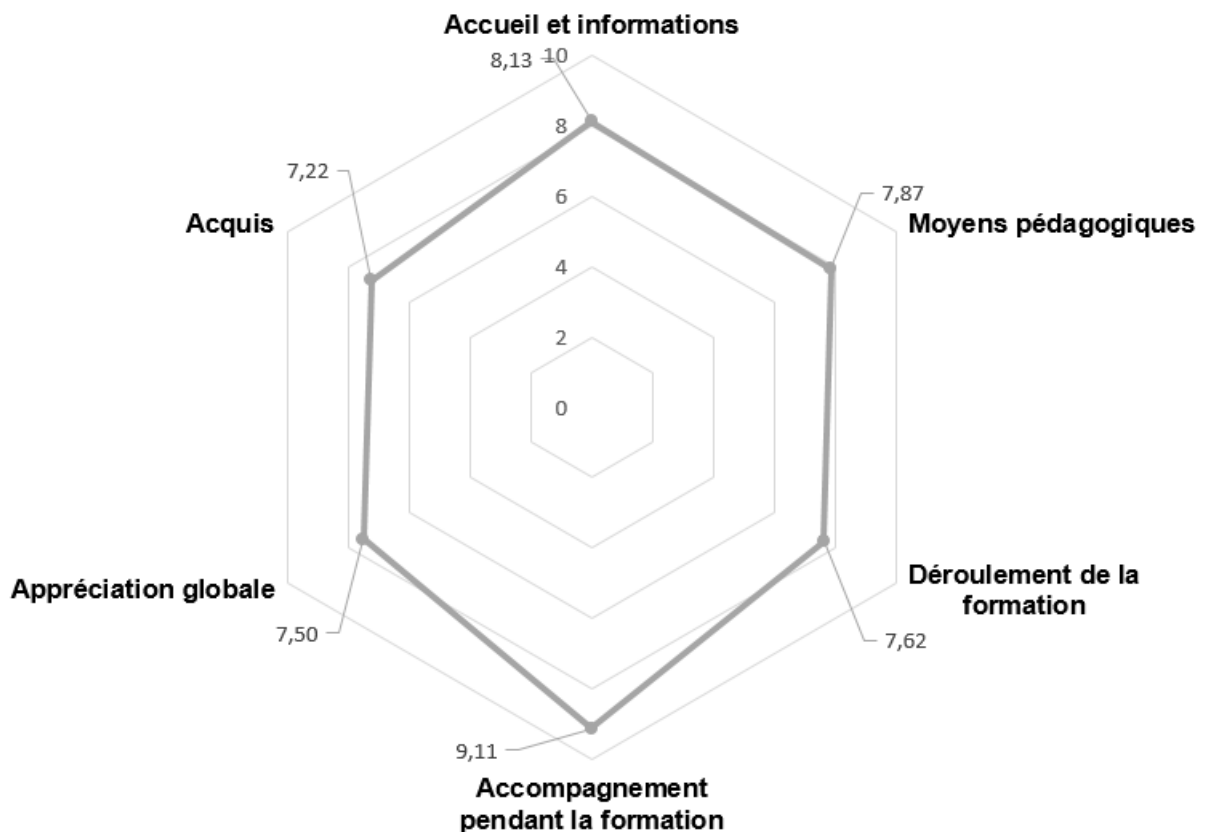 Accueil et informations
10
8,13
8
7,22
6
7,87
Acquis
Moyens pédagogiques
4
2
0
Appréciation globale
Déroulement de la
formation
7,50
7,62
9,11
Accompagnement
pendant la formation